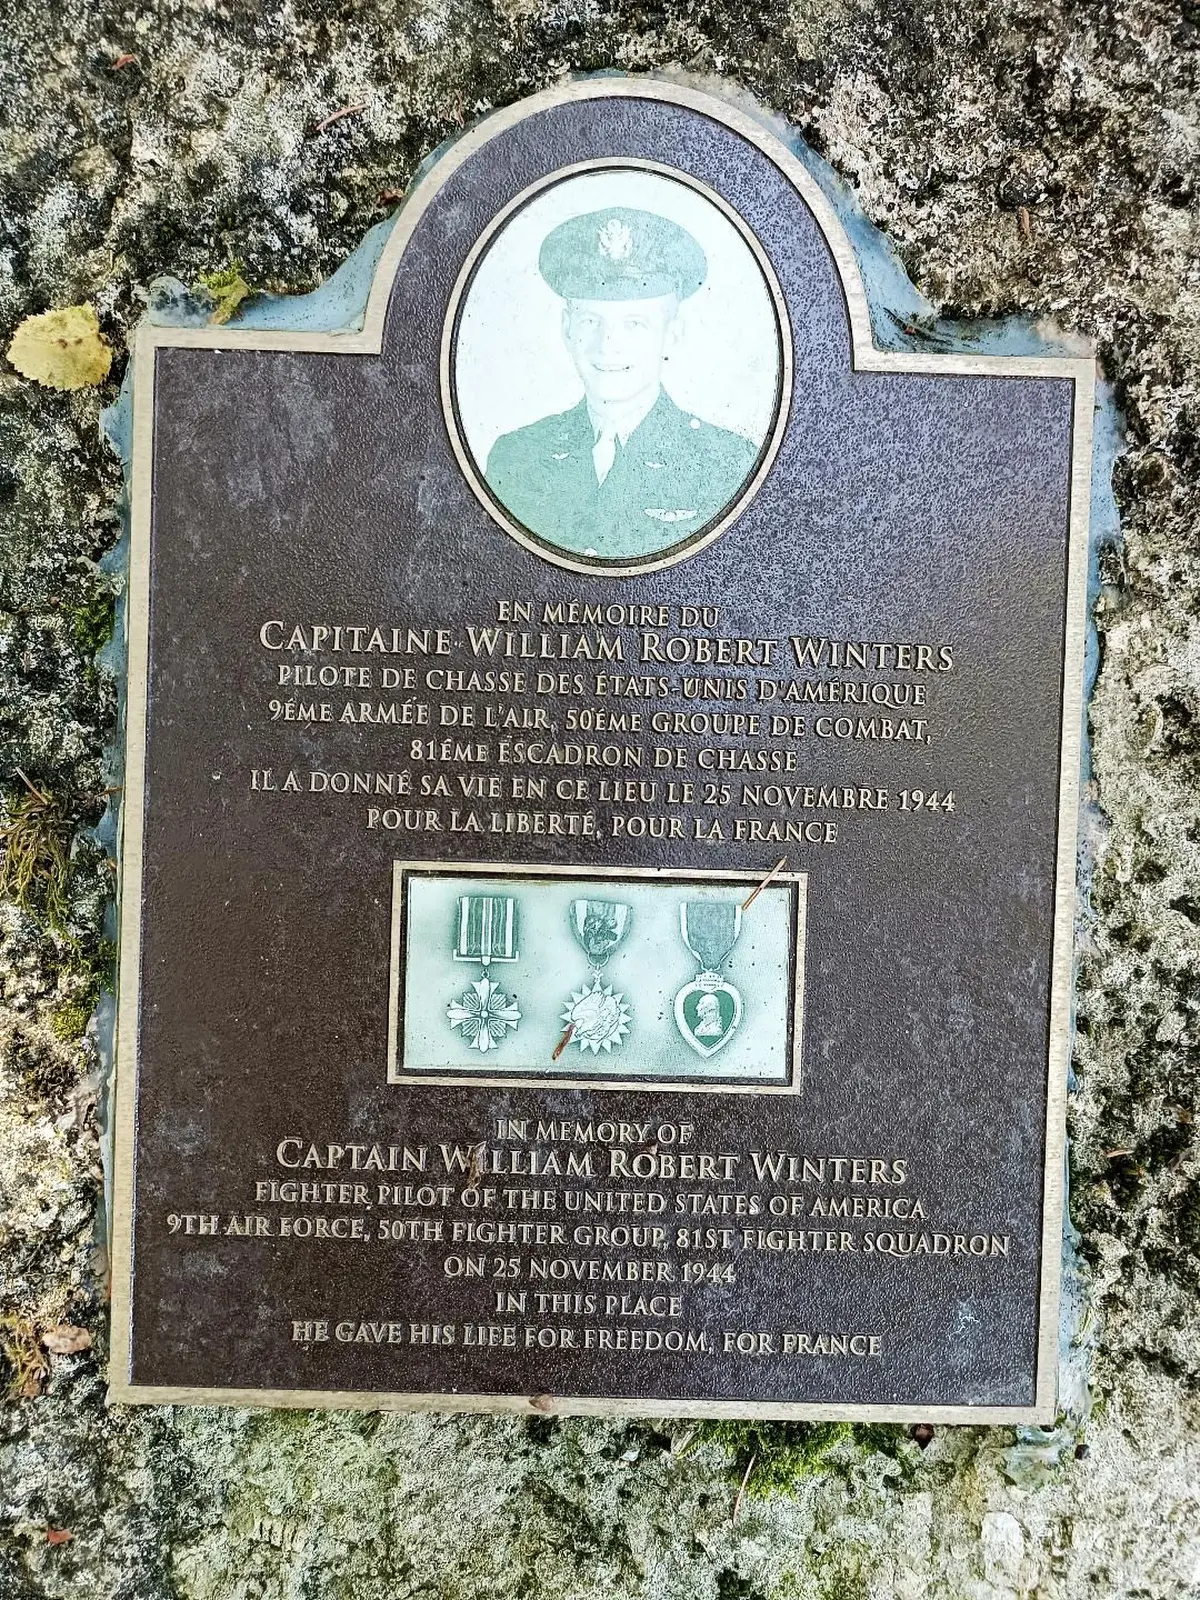 EN MÉMOIRE DU
CAPITAINE WILLIAM ROBERT WINTERS
PILOTE DE CHASSE DES ÉTATS-UNIS D'AMÉRIQUE
9ÉME ARMÉE DE L'AIR, 50ÉME GROUPE DE COMBAT,
81ÉME ESCADRON DE CHASSE
IL A DONNÉ SA VIE EN CE LIEU LE 25 NOVEMBRE 1944
POUR LA LIBERTÉ, POUR LA FRANCE
IN MEMORY OF
CAPTAIN WILLIAM ROBERT WINTERS
FIGHTER PILOT OF THE UNITED STATES OF AMERICA
9TH AIR FORCE, 50TH FIGHTER GROUP, 81ST FIGHTER SQUADRON
ON 25 NOVEMBER 1944
IN THIS PLACE
HE GAVE HIS LIFE FOR FREEDOM, FOR FRANCE